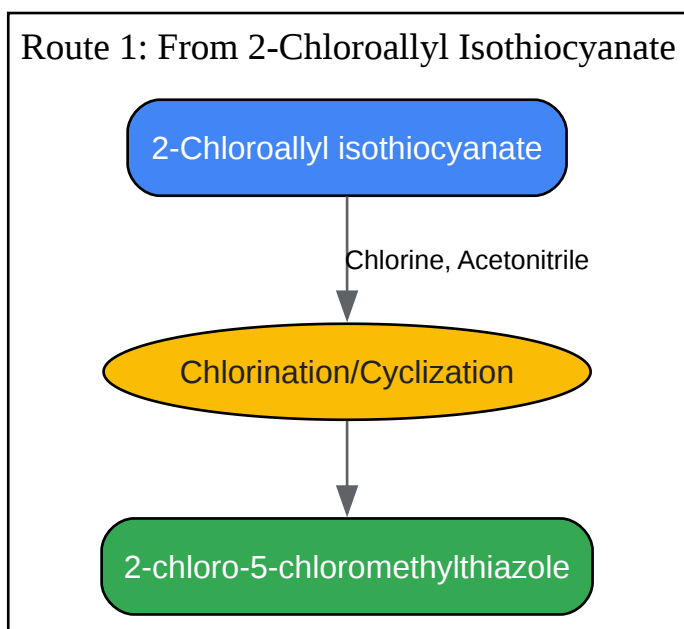 Route 1: From 2-Chloroallyl Isothiocyanate
2-Chloroallyl isothiocyanate
Chlorine, Acetonitrile
Chlorination/Cyclization
2-chloro-5-chloromethylthiazole